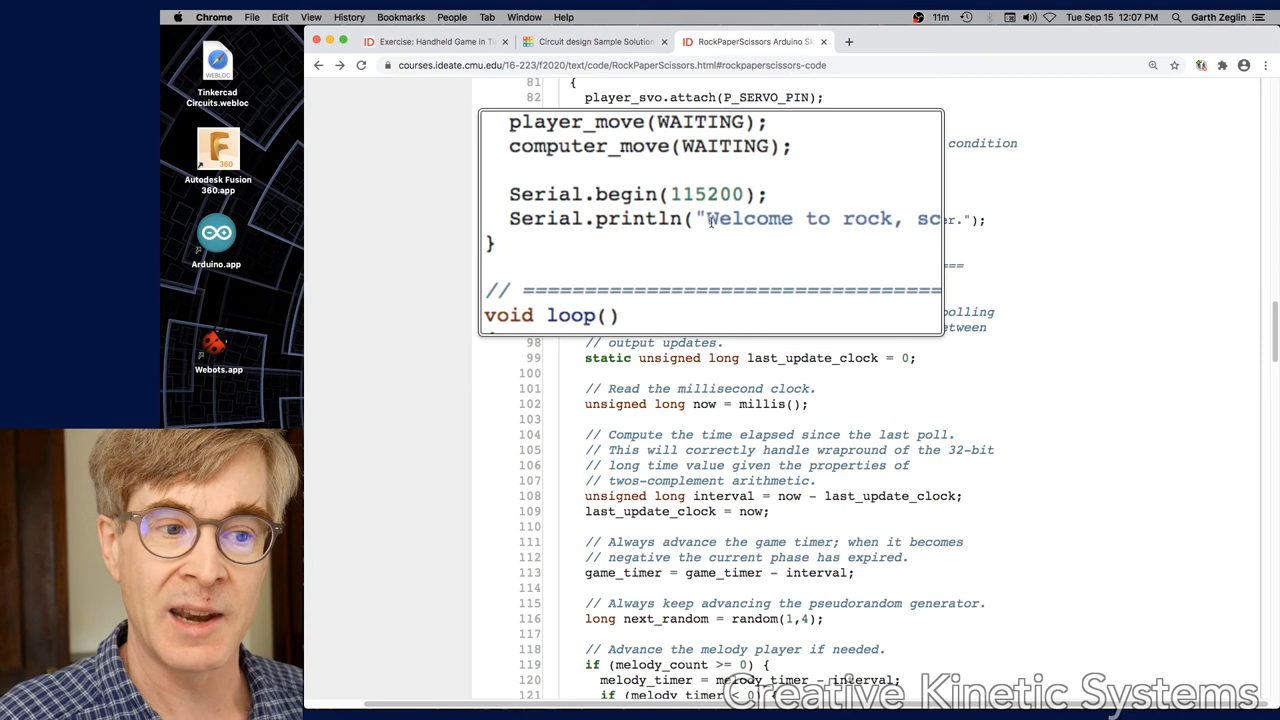 Chrome File Edit View History Bookmarks People Tab Window Help
11m Tue Sep 15 12:07 PM Garth Zeglin
Exercise: Handheld Game in Ti
Circuit design Sample Solution
RockPaperScissors Arduino Sk
courses.ideate.cmu.edu/16-223/f2020/text/code/RockPaperScissors.html#rockpaperscissors-code
WEBLOC
Tinkercad
Circuits.webloc
360
Autodesk Fusion
360.app
Arduino.app
Webots.app
81 {
82 player_svo.attach(P_SERVO_PIN);
condition
player_move(WAITING);
computer_move(WAITING);
Serial.begin(115200);
Serial.println("Welcome to rock, sc
er.");
}
===
// ==================================
void loop()
polling
etween
98 // output updates.
99 static unsigned long last_update_clock = 0;
100
101 // Read the millisecond clock.
102 unsigned long now = millis();
103
104 // Compute the time elapsed since the last poll.
105 // This will correctly handle wrapround of the 32-bit
106 // long time value given the properties of
107 // twos-complement arithmetic.
108 unsigned long interval = now - last_update_clock;
109 last_update_clock = now;
110
111 // Always advance the game timer; when it becomes
112 // negative the current phase has expired.
113 game_timer = game_timer - interval;
114
115 // Always keep advancing the pseudorandom generator.
116 long next_random = random(1,4);
117
118 // Advance the melody player if needed.
119 if (melody_count >= 0) {
120 melody_timer = melody_timer - interval;
121 if (melody_timer < 0) {
Creative Kinetic Systems